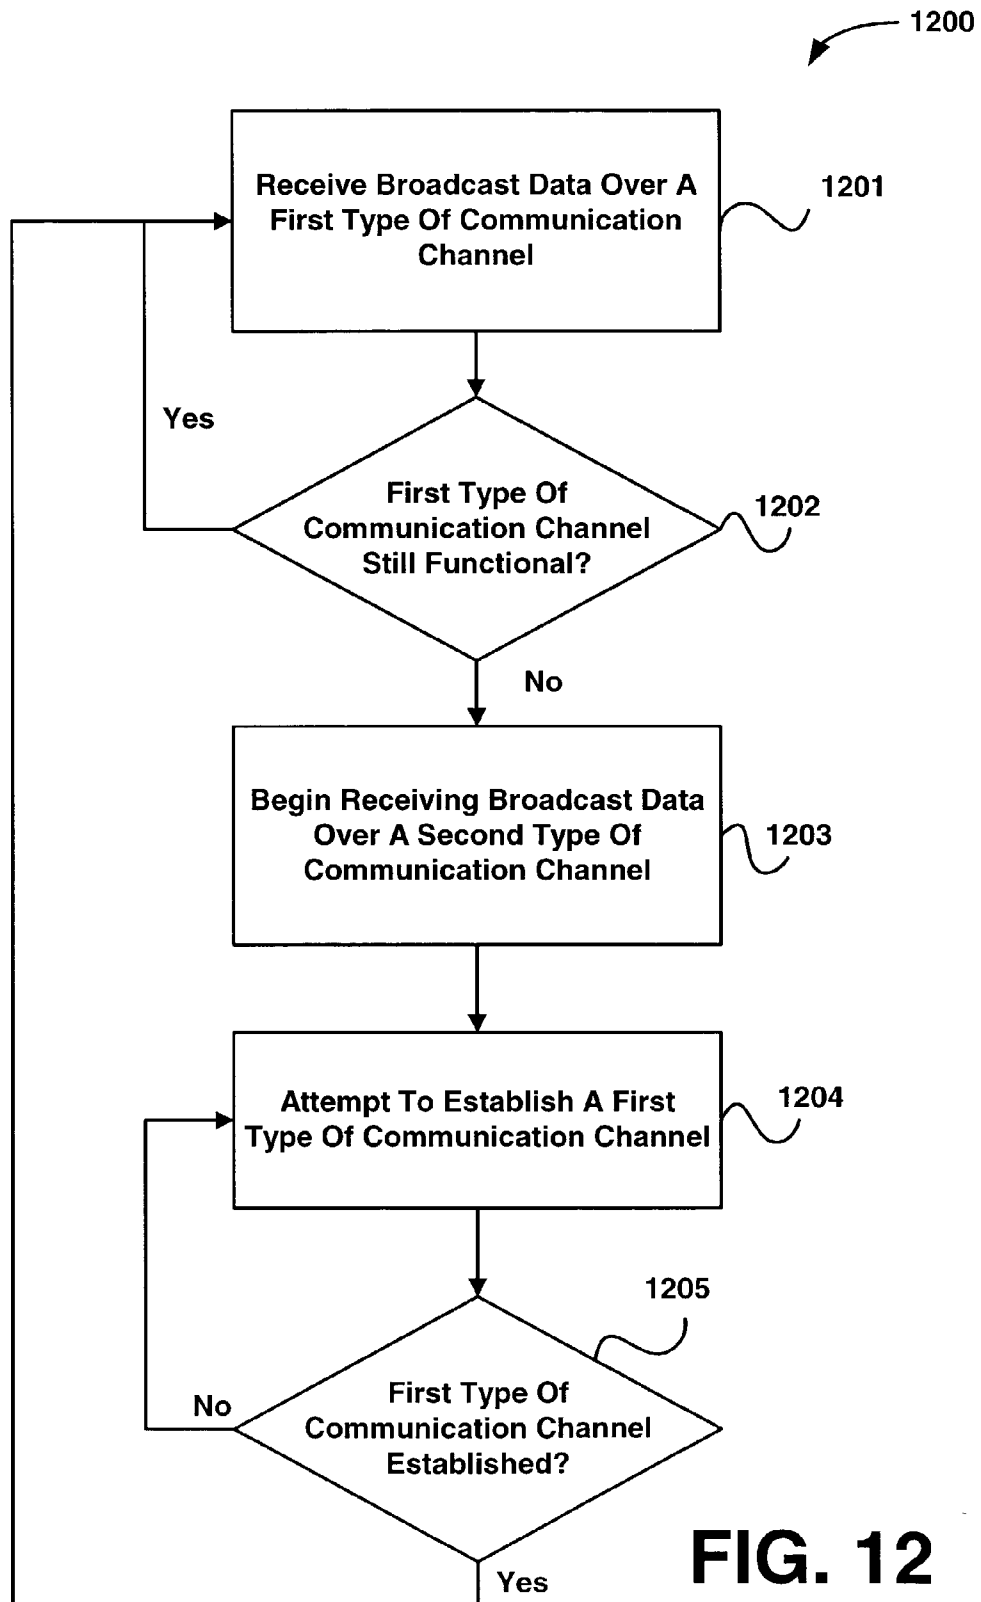 1200
Receive Broadcast Data Over A
First Type Of Communication
Channel
1201
Yes
First Type Of
Communication Channel
Still Functional?
1202
No
Begin Receiving Broadcast Data
Over A Second Type Of
Communication Channel
1203
Attempt To Establish A First
Type Of Communication Channel
1204
1205
No
First Type Of
Communication Channel
Established?
Yes
FIG. 12